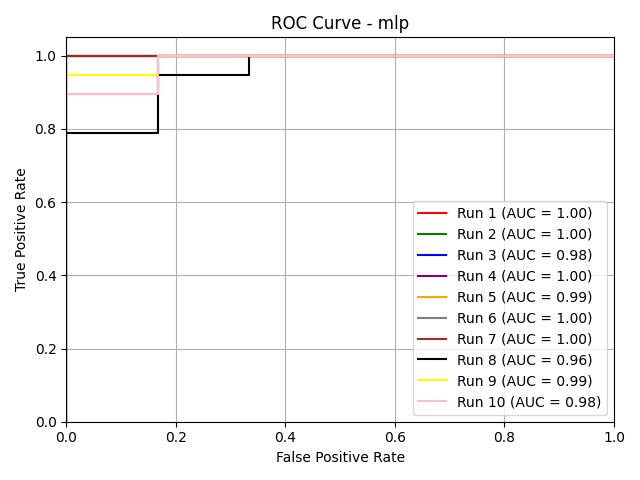 ROC Curve - mlp
True Positive Rate
1.0
0.8
0.6
0.4
0.2
0.0
Run 1 (AUC = 1.00)
Run 2 (AUC = 1.00)
Run 3 (AUC = 0.98)
Run 4 (AUC = 1.00)
Run 5 (AUC = 0.99)
Run 6 (AUC = 1.00)
Run 7 (AUC = 1.00)
Run 8 (AUC = 0.96)
Run 9 (AUC = 0.99)
Run 10 (AUC = 0.98)
0.0 0.2 0.4 0.6 0.8 1.0
False Positive Rate